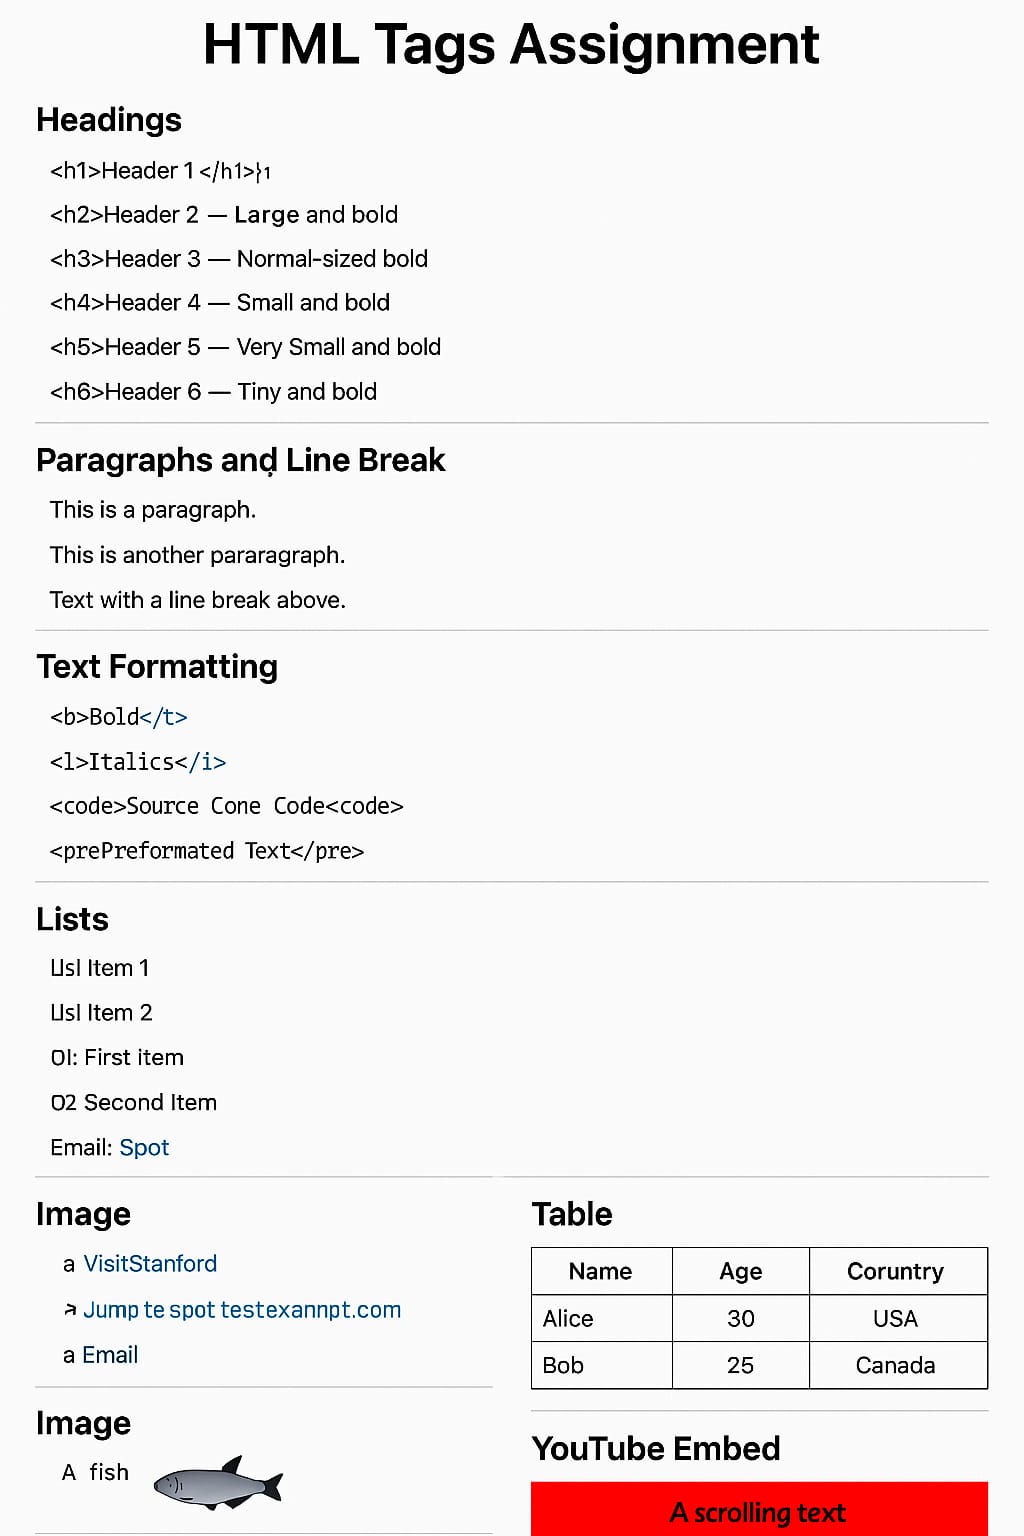 HTML Tags Assignment
Headings
<h1>Header 1 </h1>}1
<h2>Header 2 — Large and bold
<h3>Header 3 — Normal-sized bold
<h4>Header 4 — Small and bold
<h5>Header 5 — Very Small and bold
<h6>Header 6 — Tiny and bold
Paragraphs and Line Break
This is a paragraph.
This is another pararagraph.
Text with a line break above.
Text Formatting
<b>Bold</t>
<l>Italics</i>
<code>Source Cone Code<code>
<prePreformated Text</pre>
Lists
Item 1
Item 2
Ol: First item
O2 Second Item
Email: Spot
Image
a VisitStanford
Jump te spot testexannpt.com
a Email
Image
A fish
Table
Name Age Coruntry
Alice 30 USA
Bob 25 Canada
YouTube Embed
A scrolling text